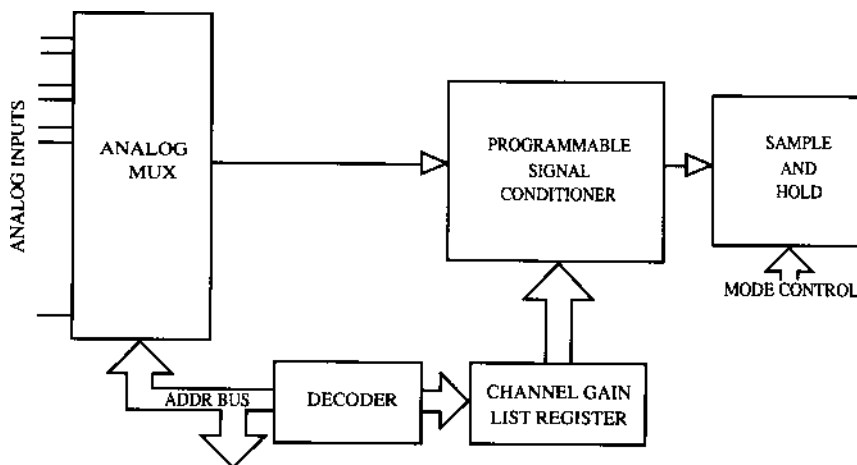 ANALOG INPUTS
ANALOG
MUX
PROGRAMMABLE
SIGNAL
CONDITIONER
SAMPLE
AND
HOLD
MODE CONTROL
ADDR BUS
DECODER
CHANNEL GAIN
LIST REGISTER